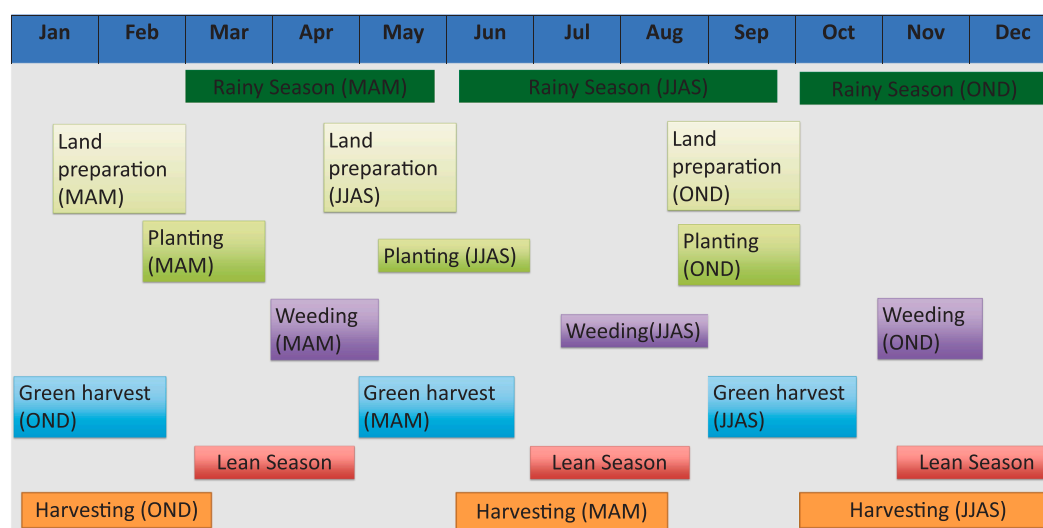 Jan Feb Mar Apr May Jun Jul Aug Sep Oct Nov Dec
Rainy Season (MAM) Rainy Season (JJAS) Rainy Season (OND)
Land
preparation
(MAM)
Land
preparation
(JJAS)
Land
preparation
(OND)
Planting
(MAM)
Planting (JJAS)
Planting
(OND)
Weeding
(MAM)
Weeding(JJAS)
Weeding
(OND)
Green harvest
(OND)
Green harvest
(MAM)
Green harvest
(JJAS)
Lean Season Lean Season Lean Season
Harvesting (OND) Harvesting (MAM) Harvesting (JJAS)